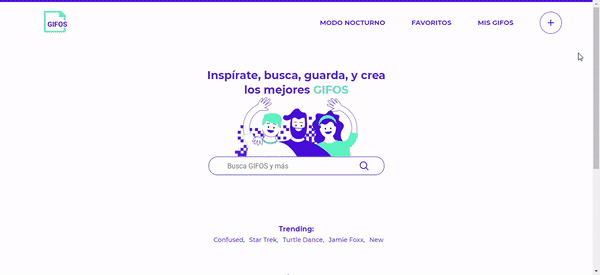 GIFOS
MODO NOCTURNO
FAVORITOS
MIS GIFOS
Inspírate, busca, guarda, y crea
los mejores GIFOS
Busca GIFOS y más
Trending:
Confused, Star Trek, Turtle Dance, Jamie Foxx, New